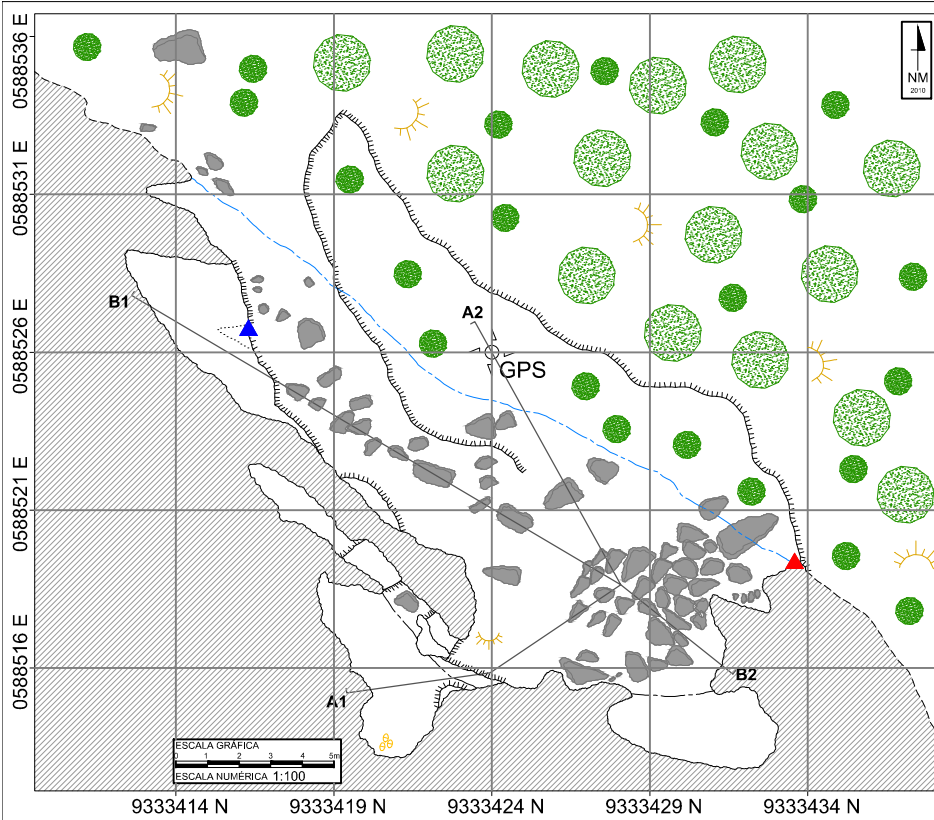 0588536 E
0588531 E
0588526 E
0588521 E
0588516 E
NM
2010
B1
A2
GPS
A1
B2
ESCALA GRÁFICA
0 1 2 3 4 5m
ESCALA NUMÉRICA 1:100
9333414 N 9333419 N 9333424 N 9333429 N 9333434 N